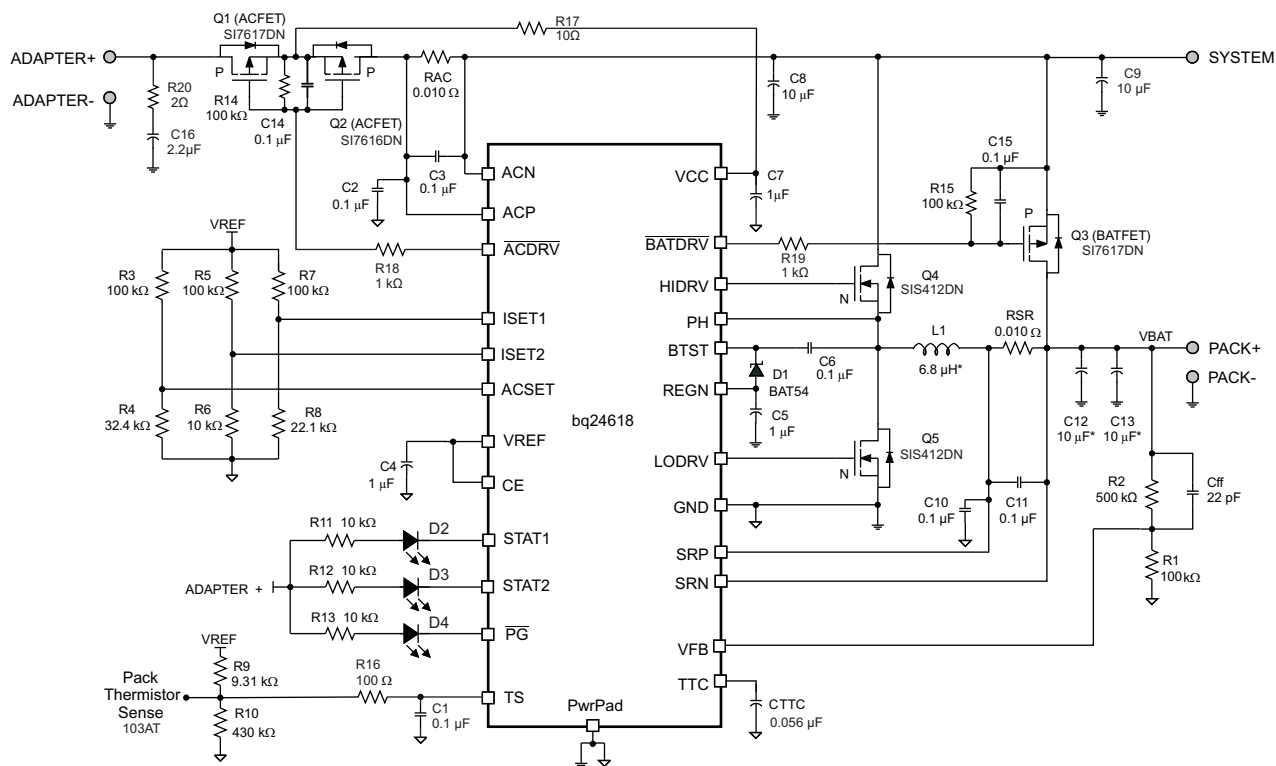 Q1 (ACFET)
SI7617DN
R17
10Ω
ADAPTER+
P
P
RAC
0.010 Ω
SYSTEM
R20
2Ω
R14
100 kΩ
C14
0.1 µF
Q2 (ACFET)
SI7616DN
C8
10 µF
C9
10 µF
ADAPTER-
C16
2.2µF
C15
0.1 µF
C2
0.1 µF
C3
0.1 µF
ACN
VCC
C7
1µF
R15
100 kΩ
P
ACP
VREF
ACDRV
BATDRV
Q3 (BATFET)
SI7617DN
R18
1 kΩ
R19
1 kΩ
R3
100 kΩ
R5
100 kΩ
R7
100 kΩ
HIDRV
N
Q4
SIS412DN
ISET1
PH
L1
6.8 µH*
RSR
0.010 Ω
VBAT
ISET2
BTST
C6
0.1 µF
PACK+
D1
BAT54
ACSET
REGN
PACK-
R4
32.4 kΩ
R6
10 kΩ
R8
22.1 kΩ
bq24618
C5
1 µF
C12
10 µF*
C13
10 µF*
VREF
LODRV
N
Q5
SIS412DN
C4
1 µF
CE
GND
C10
0.1 µF
C11
0.1 µF
R2
500 kΩ
Cff
22 pF
R11 10 kΩ
D2
STAT1
SRP
ADAPTER +
R12 10 kΩ
D3
STAT2
SRN
R1
100kΩ
R13 10 kΩ
D4
PG
VFB
VREF
R9
9.31 kΩ
Pack
Thermistor
Sense
103AT
R16
100 Ω
TS
TTC
R10
430 kΩ
C1
0.1 µF
PwrPad
CTTC
0.056 µF